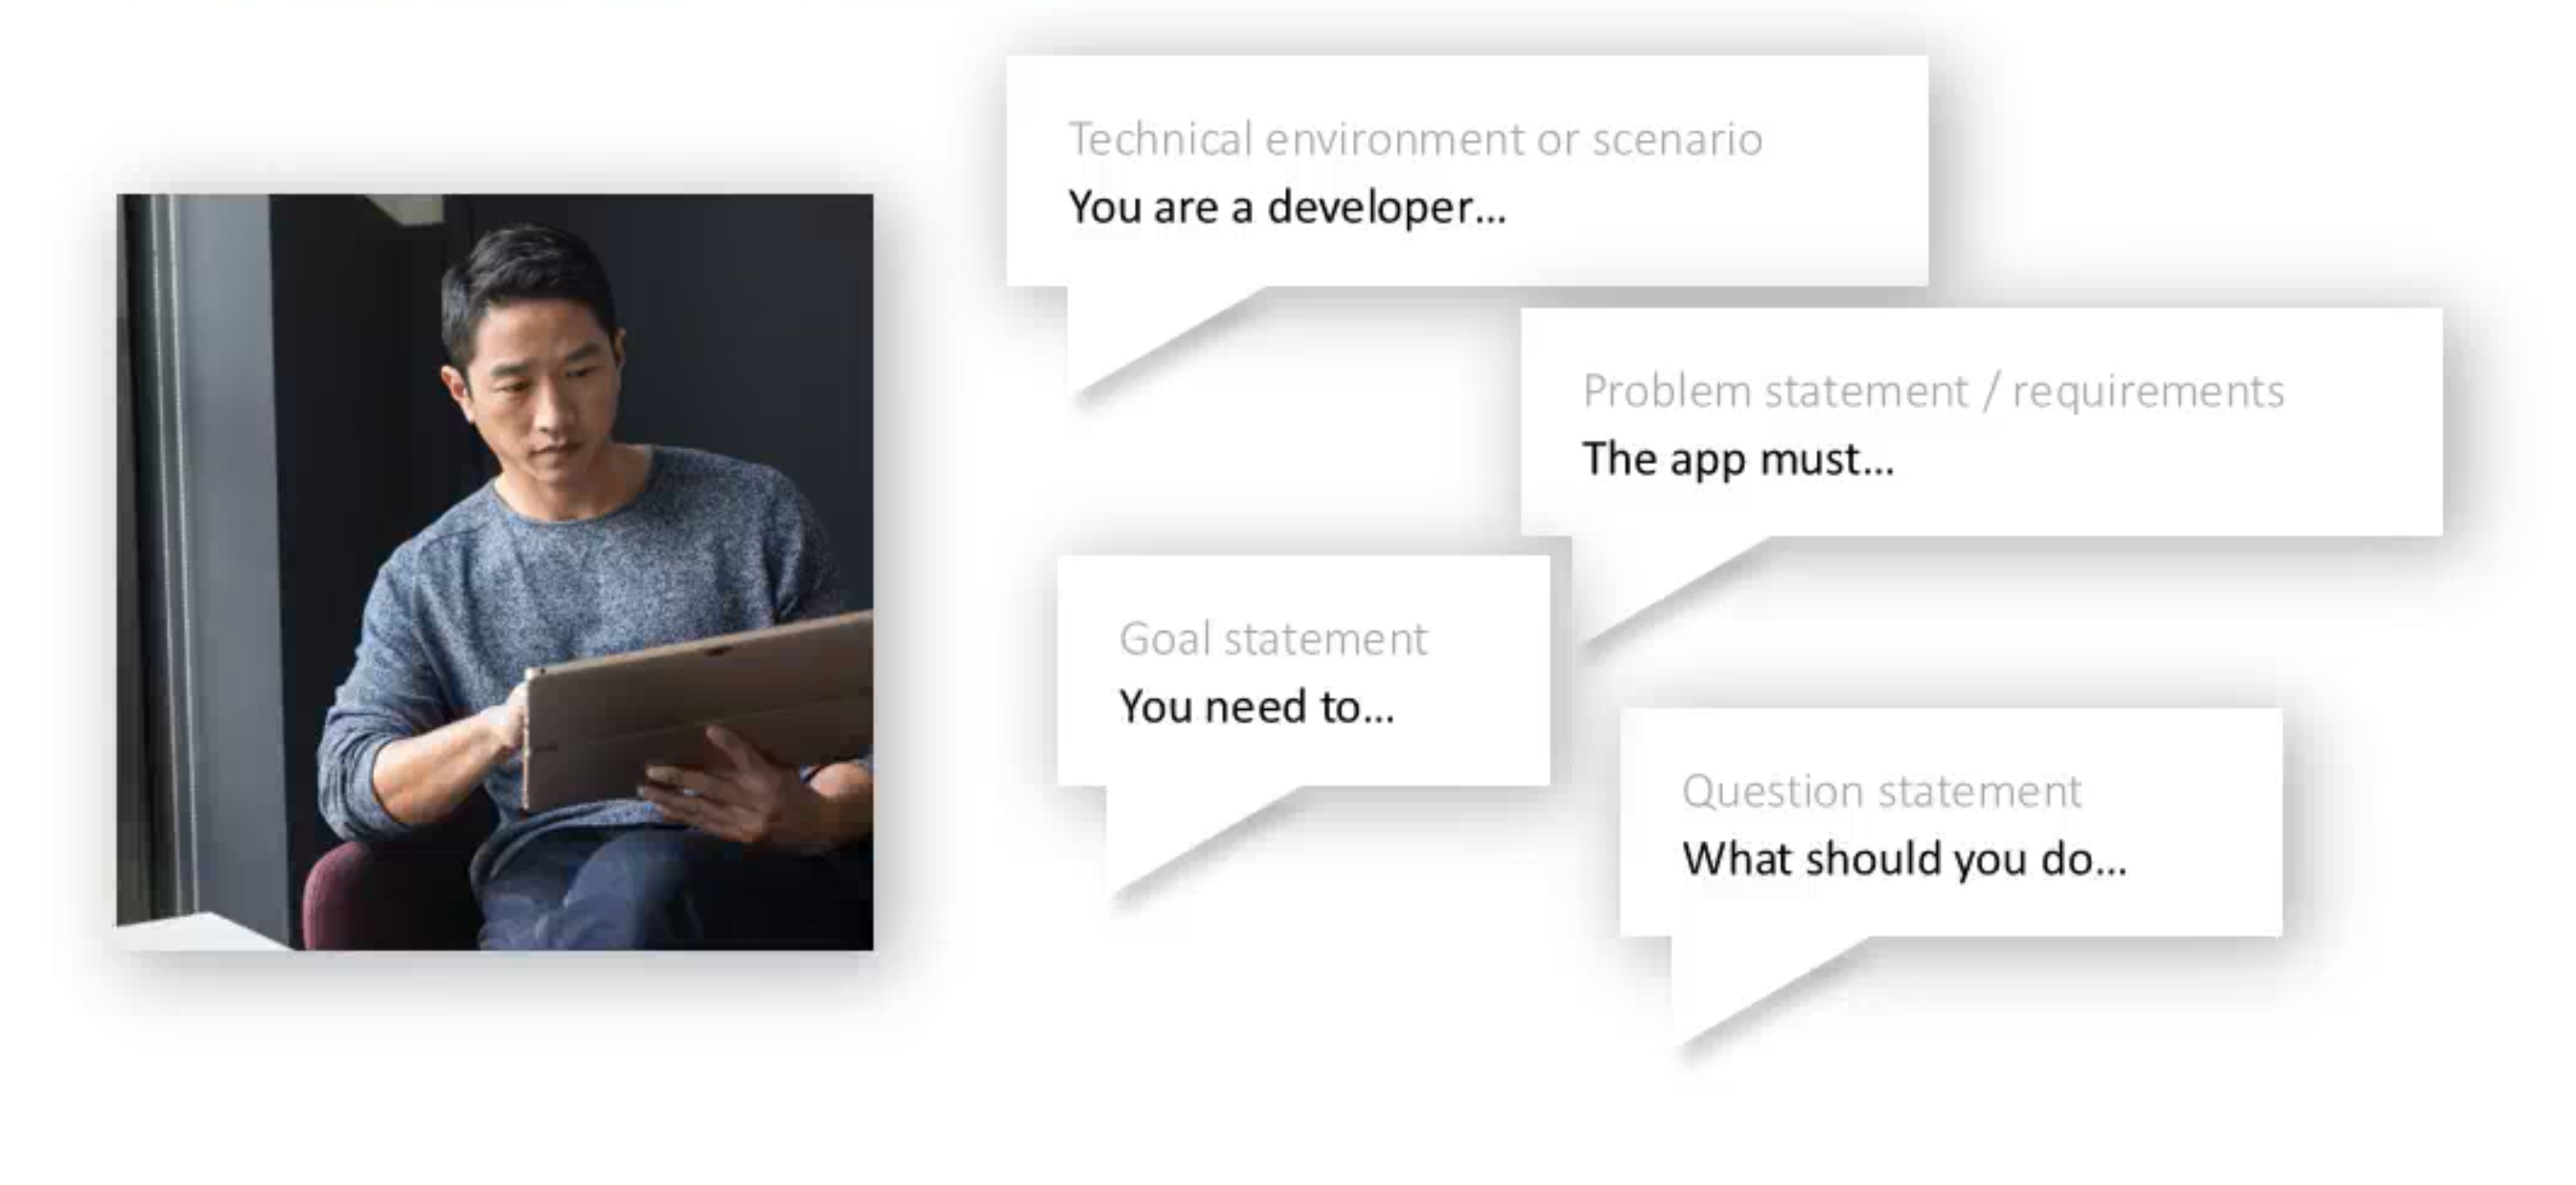 Technical environment or scenario
You are a developer...
Problem statement / requirements
The app must...
Goal statement
You need to...
Question statement
What should you do...